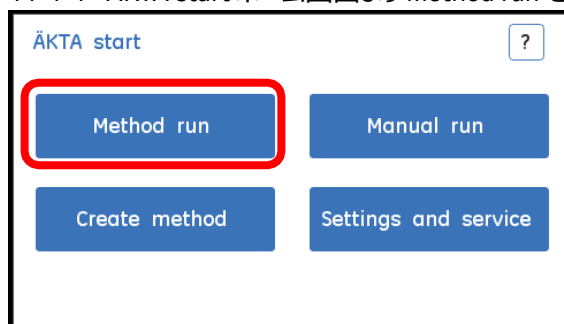 ÄKTA start
?
Method run
Manual run
Create method
Settings and service